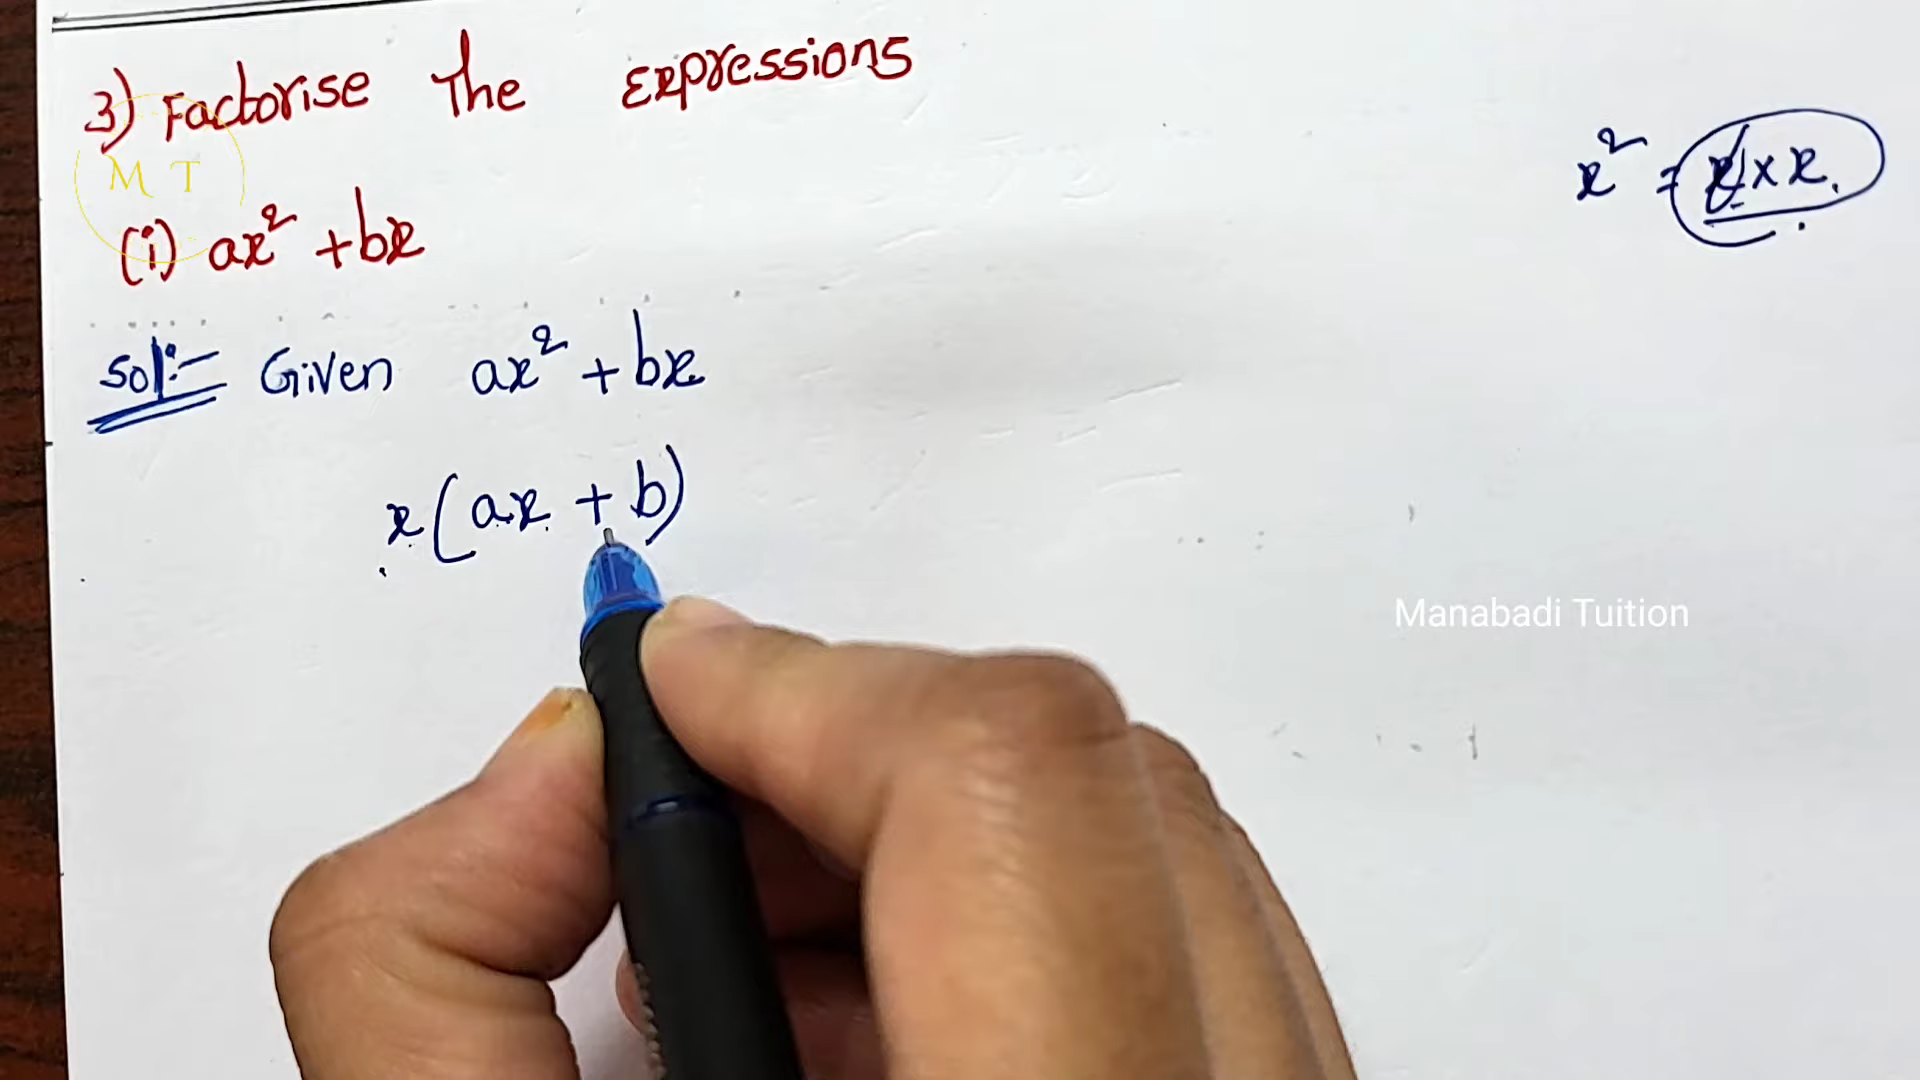 3) Factorise The Expressions
M T
(i) ax² + bx
x² = x × x.
Sol:- Given ax² + bx
x(ax + b)
Manabadi Tuition